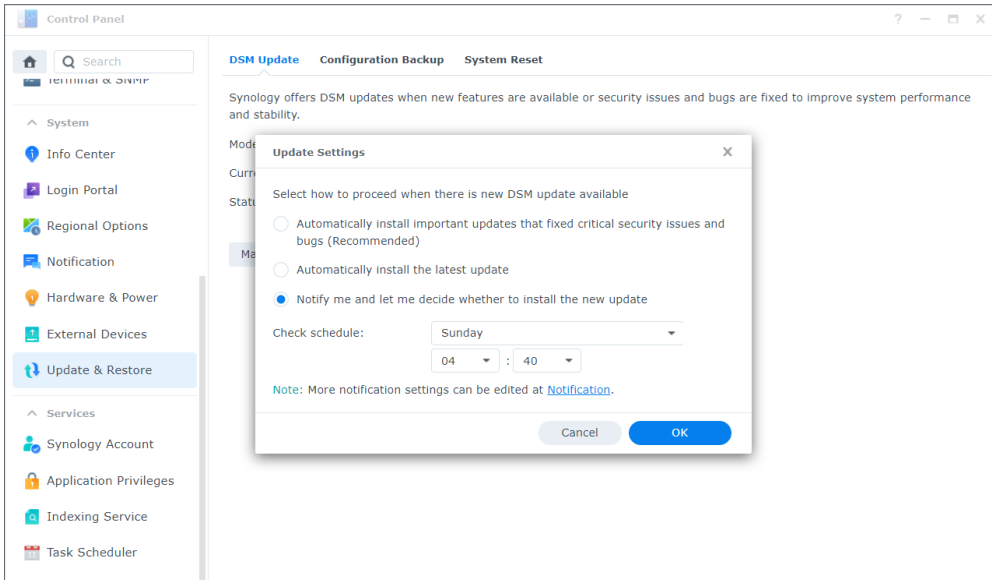 Control Panel
Search
DSM Update Configuration Backup System Reset
Terminal & SNMP
System
Info Center
Login Portal
Regional Options
Notification
Hardware & Power
External Devices
Update & Restore
Services
Synology Account
Application Privileges
Indexing Service
Task Scheduler
Synology offers DSM updates when new features are available or security issues and bugs are fixed to improve system performance
and stability.
Update Settings
Select how to proceed when there is new DSM update available
Automatically install important updates that fixed critical security issues and
bugs (Recommended)
Automatically install the latest update
Notify me and let me decide whether to install the new update
Check schedule: Sunday
04 : 40
Note: More notification settings can be edited at Notification.
Cancel OK